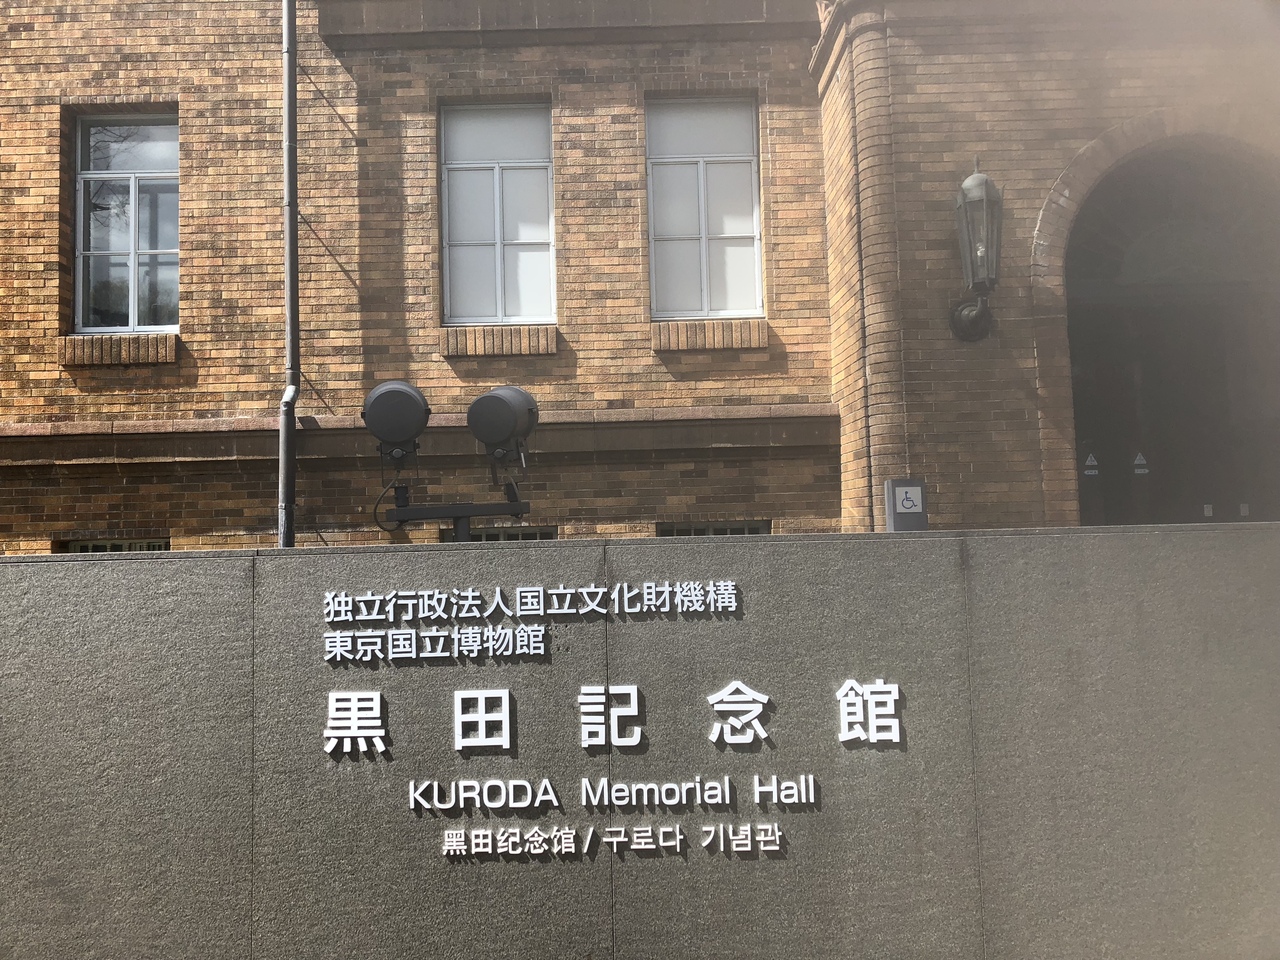 独立行政法人国立文化財機構
東京国立博物館
黒田記念館
KURODA Memorial Hall
黑田纪念馆/구로다 기념관